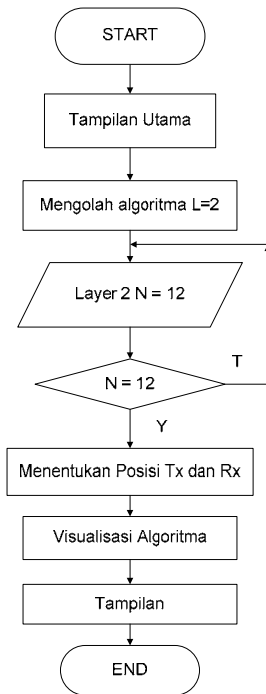 START
Tampilan Utama
Mengolah algoritma L=2
Layer 2 N = 12
N = 12
T
Y
Menentukan Posisi Tx dan Rx
Visualisasi Algoritma
Tampilan
END